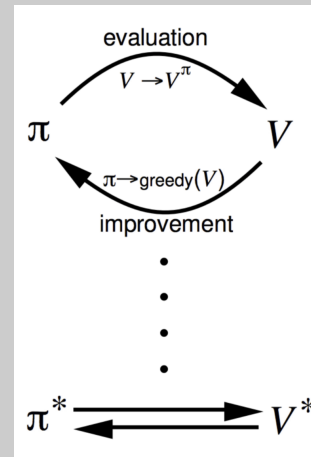 evaluation
V → V^π
π V
π→greedy(V)
improvement
π* V*